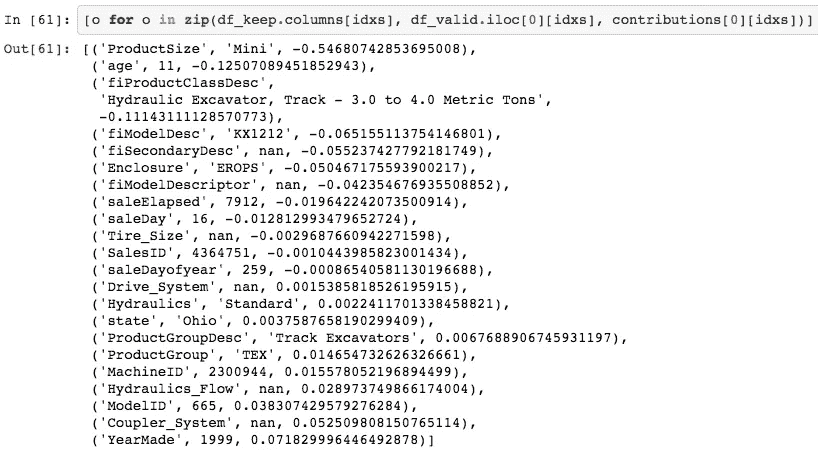 In [61]: [o for o in zip(df_keep.columns[idxs], df_valid.iloc[0][idxs], contributions[0][idxs])]
Out[61]: [('ProductSize', 'Mini', -0.54680742853695008),
('age', 11, -0.12507089451852943),
('fiProductClassDesc',
'Hydraulic Excavator, Track - 3.0 to 4.0 Metric Tons',
-0.11143111128570773),
('fiModelDesc', 'KX1212', -0.065155113754146801),
('fiSecondaryDesc', nan, -0.055237427792181749),
('Enclosure', 'EROPS', -0.050467175593900217),
('fiModelDescriptor', nan, -0.042354676935508852),
('saleElapsed', 7912, -0.019642242073500914),
('saleDay', 16, -0.012812993479652724),
('Tire_Size', nan, -0.0029687660942271598),
('SalesID', 4364751, -0.0010443985823001434),
('saleDayofyear', 259, -0.00086540581130196688),
('Drive_System', nan, 0.0015385818526195915),
('Hydraulics', 'Standard', 0.0022411701338458821),
('state', 'Ohio', 0.0037587658190299409),
('ProductGroupDesc', 'Track Excavators', 0.0067688906745931197),
('ProductGroup', 'TEX', 0.014654732626326661),
('MachineID', 2300944, 0.015578052196894499),
('Hydraulics_Flow', nan, 0.028973749866174004),
('ModelID', 665, 0.038307429579276284),
('Coupler_System', nan, 0.052509808150765114),
('YearMade', 1999, 0.071829996446492878)]